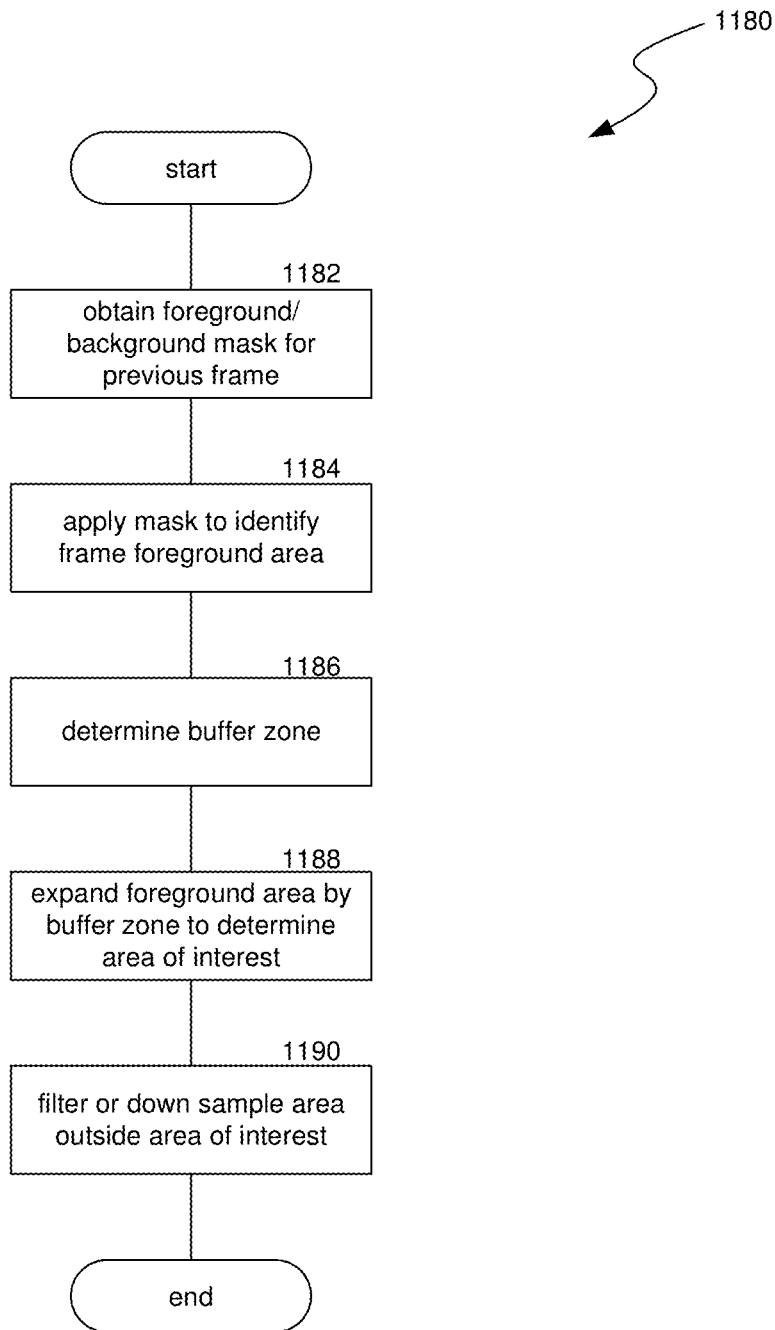 1180
start
1182
obtain foreground/
background mask for
previous frame
1184
apply mask to identify
frame foreground area
1186
determine buffer zone
1188
expand foreground area by
buffer zone to determine
area of interest
1190
filter or down sample area
outside area of interest
end